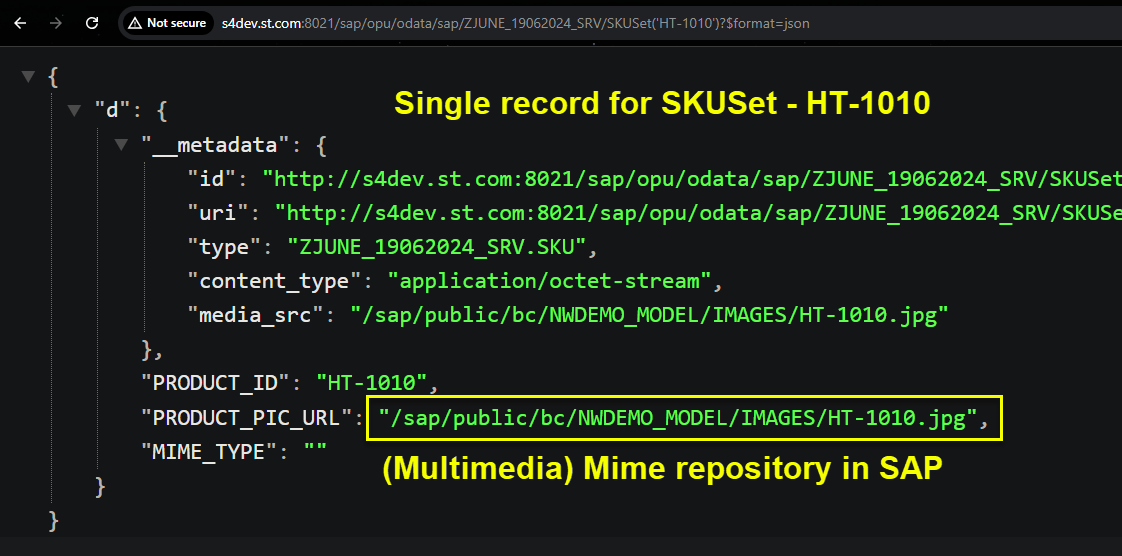 Not secure s4dev.st.com:8021/sap/opu/odata/sap/ZJUNE_19062024_SRV/SKUSet('HT-1010')?$format=json
{
"d": {
Single record for SKUSet - HT-1010
"__metadata": {
"id": "http://s4dev.st.com:8021/sap/opu/odata/sap/ZJUNE_19062024_SRV/SKUSet
"uri": "http://s4dev.st.com:8021/sap/opu/odata/sap/ZJUNE_19062024_SRV/SKUSe
"type": "ZJUNE_19062024_SRV.SKU",
"content_type": "application/octet-stream",
"media_src": "/sap/public/bc/NWDEMO_MODEL/IMAGES/HT-1010.jpg"
},
"PRODUCT_ID": "HT-1010",
"PRODUCT_PIC_URL": "/sap/public/bc/NWDEMO_MODEL/IMAGES/HT-1010.jpg",
"MIME_TYPE": ""
(Multimedia) Mime repository in SAP
}
}